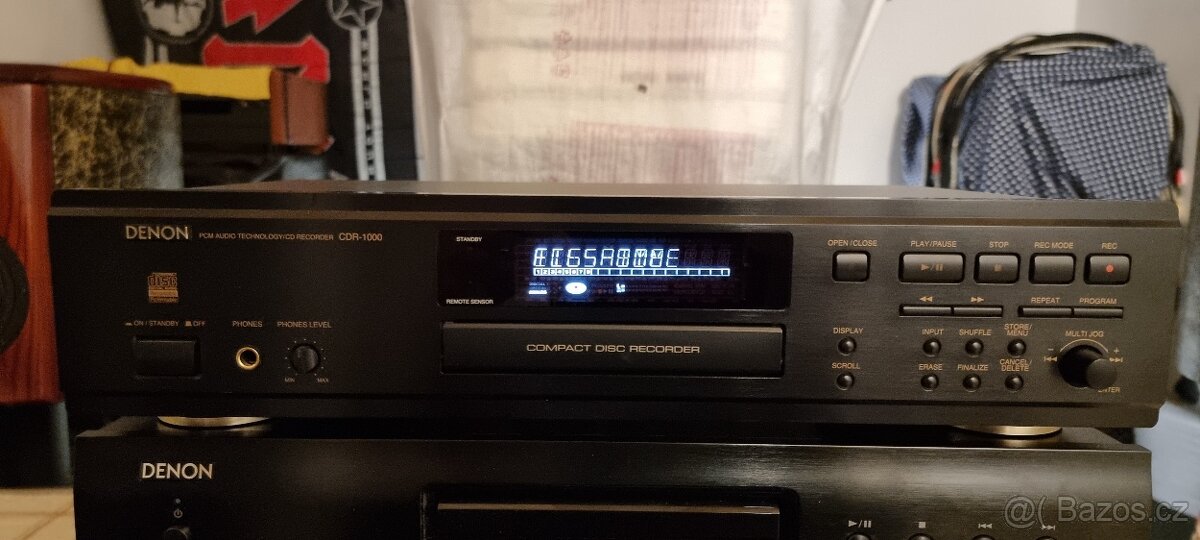 DENON PCM AUDIO TECHNOLOGY/CD RECORDER CDR-1000
STANDBY
REMOTE SENSOR
disc
ON / STANDBY OFF
PHONES
PHONES LEVEL
MIN MAX
COMPACT DISC RECORDER
OPEN / CLOSE
PLAY/PAUSE
STOP
REC MODE
REC
REPEAT
PROGRAM
DISPLAY
INPUT
SHUFFLE
STORE/
MENU
MULTI JOG
SCROLL
ERASE
FINALIZE
CANCEL/
DELETE
ENTER
DENON
@( Bazos.cz